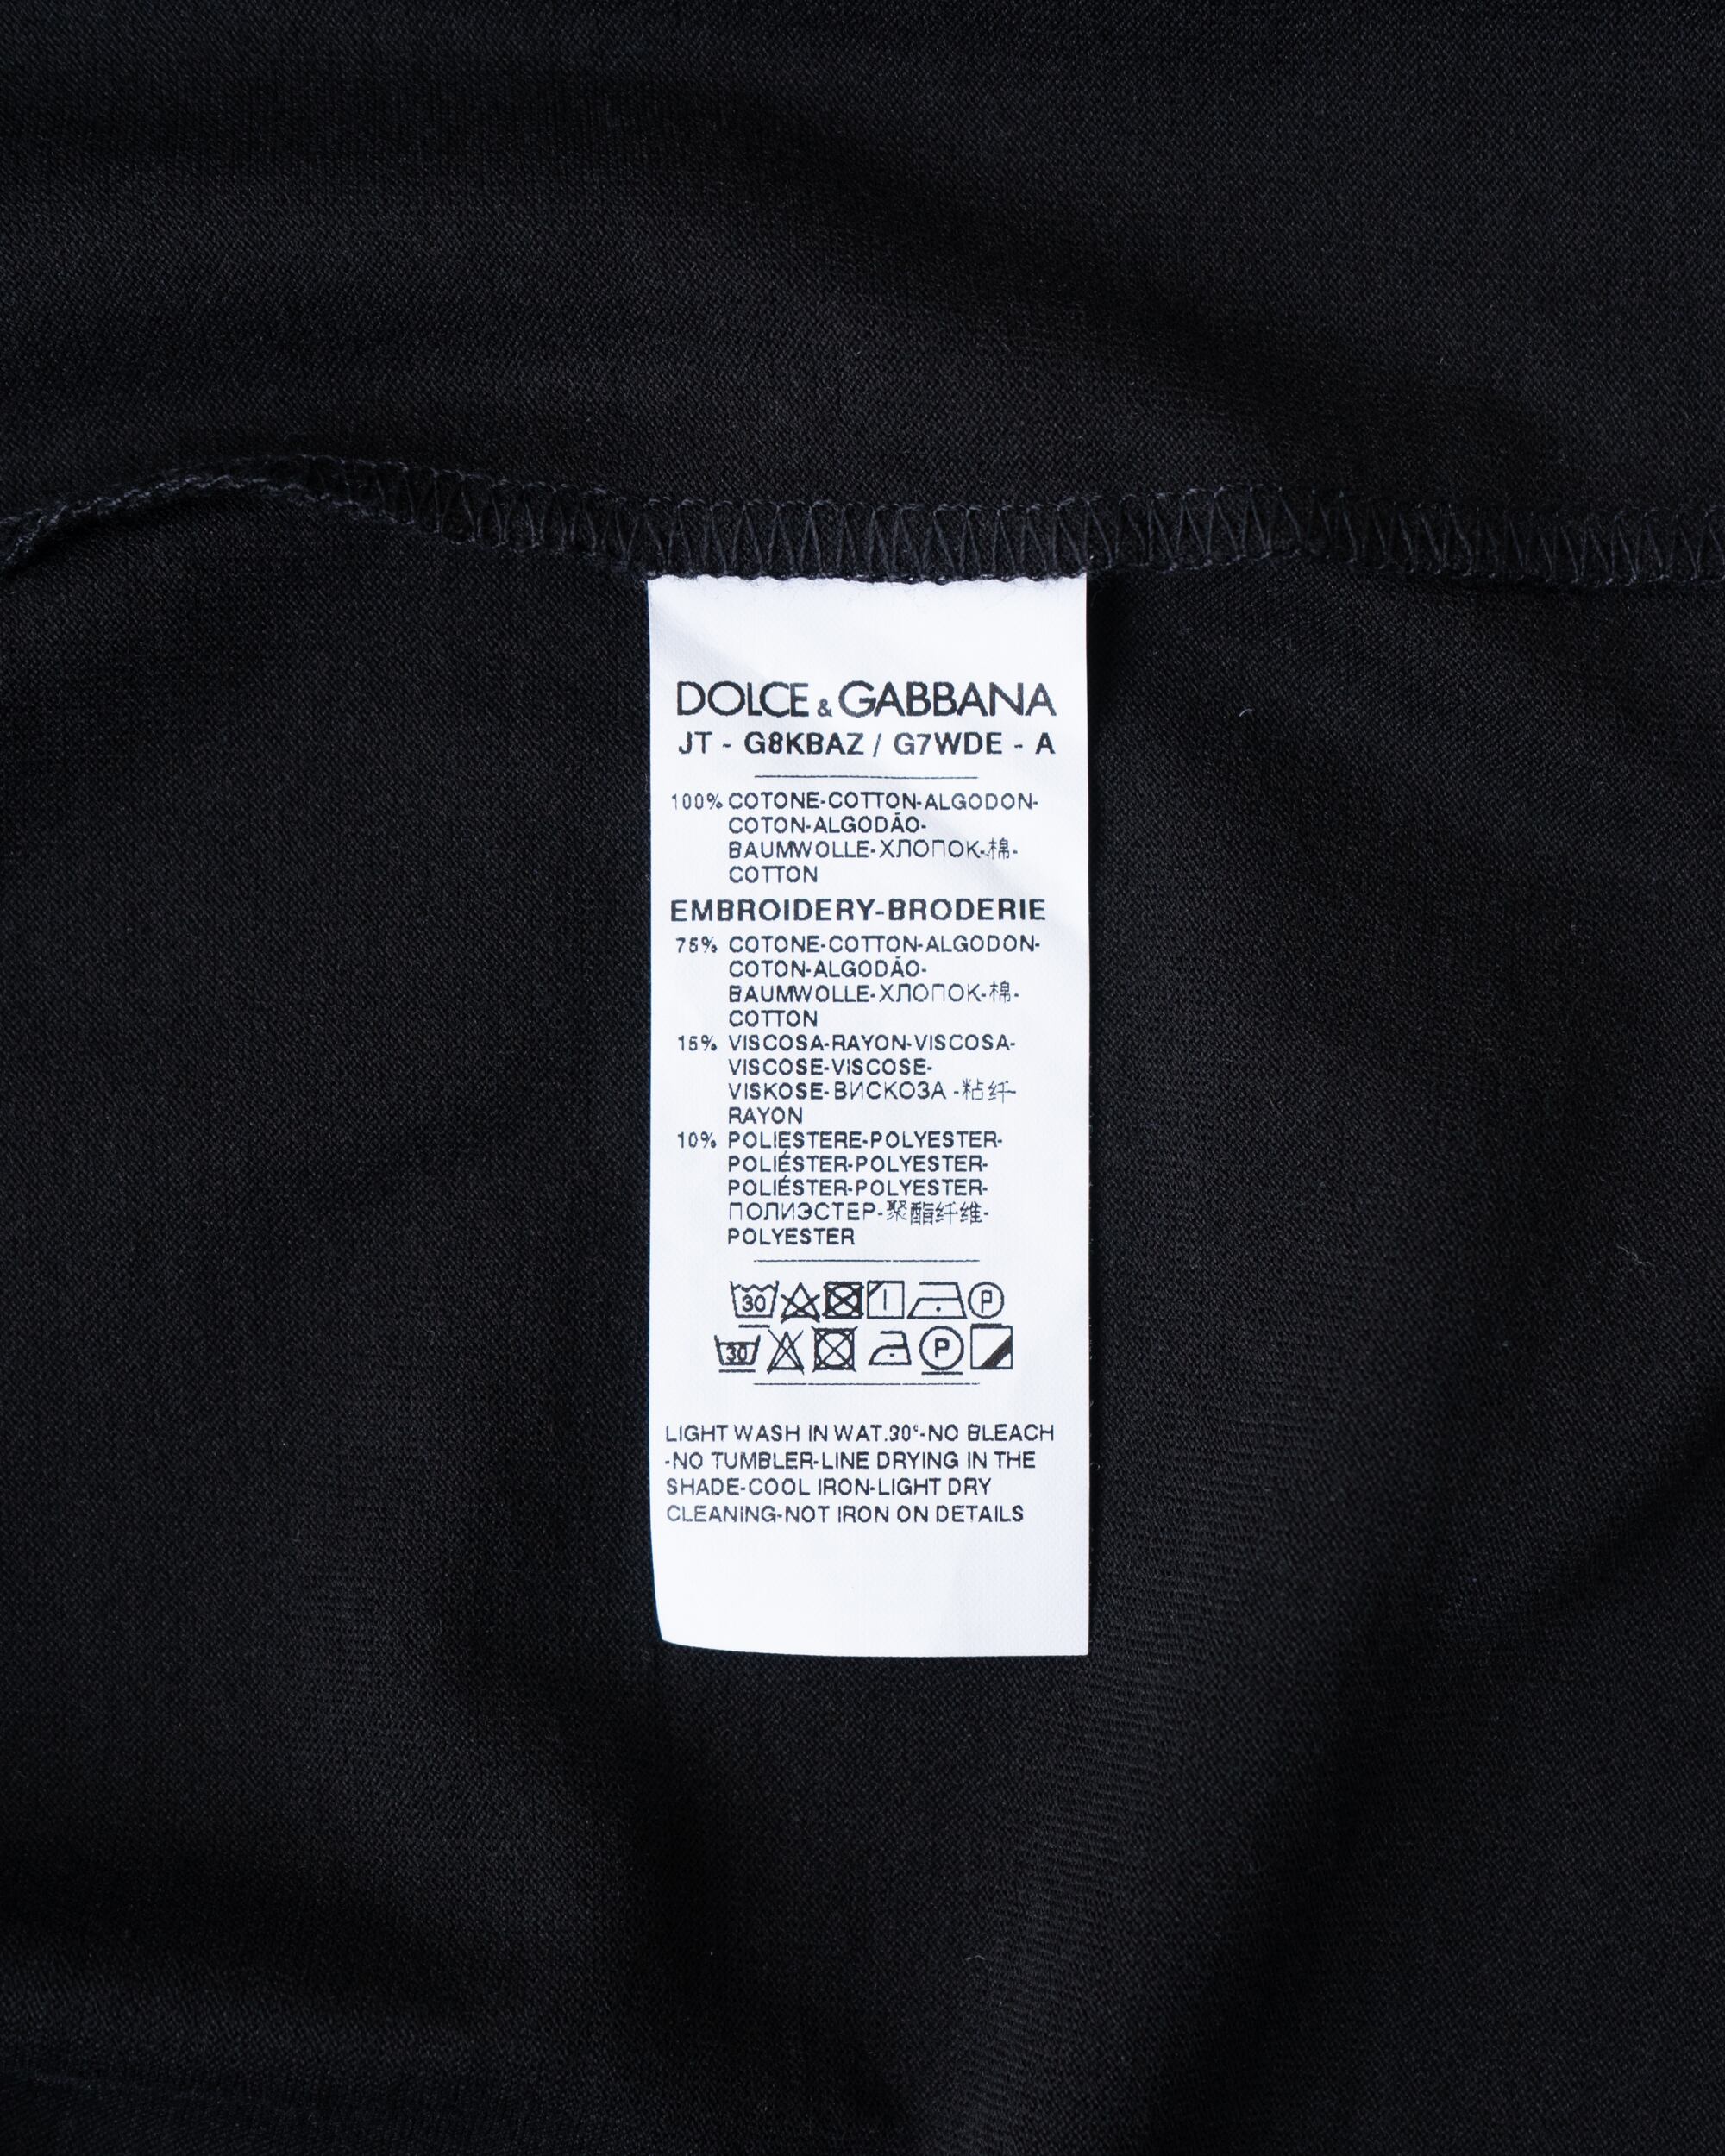 DOLCE & GABBANA
JT - G8KBAZ / G7WDE - A
100% COTONE-COTTON-ALGODON-
COTON-ALGODÃO-
BAUMWOLLE-ХЛОПОК-棉-
COTTON
EMBROIDERY-BRODERIE
75% COTONE-COTTON-ALGODON-
COTON-ALGODÃO-
BAUMWOLLE-ХЛОПОК-棉-
COTTON
15% VISCOSA-RAYON-VISCOSA-
VISCOSE-VISCOSE-
VISKOSE-ВИСКОЗА -粘纤-
RAYON
10% POLIESTERE-POLYESTER-
POLIÉSTER-POLYESTER-
POLIÉSTER-POLYESTER-
ПОЛИЭСТЕР-聚酯纤维-
POLYESTER
30 P
30 P
LIGHT WASH IN WAT.30°-NO BLEACH
-NO TUMBLER-LINE DRYING IN THE
SHADE-COOL IRON-LIGHT DRY
CLEANING-NOT IRON ON DETAILS